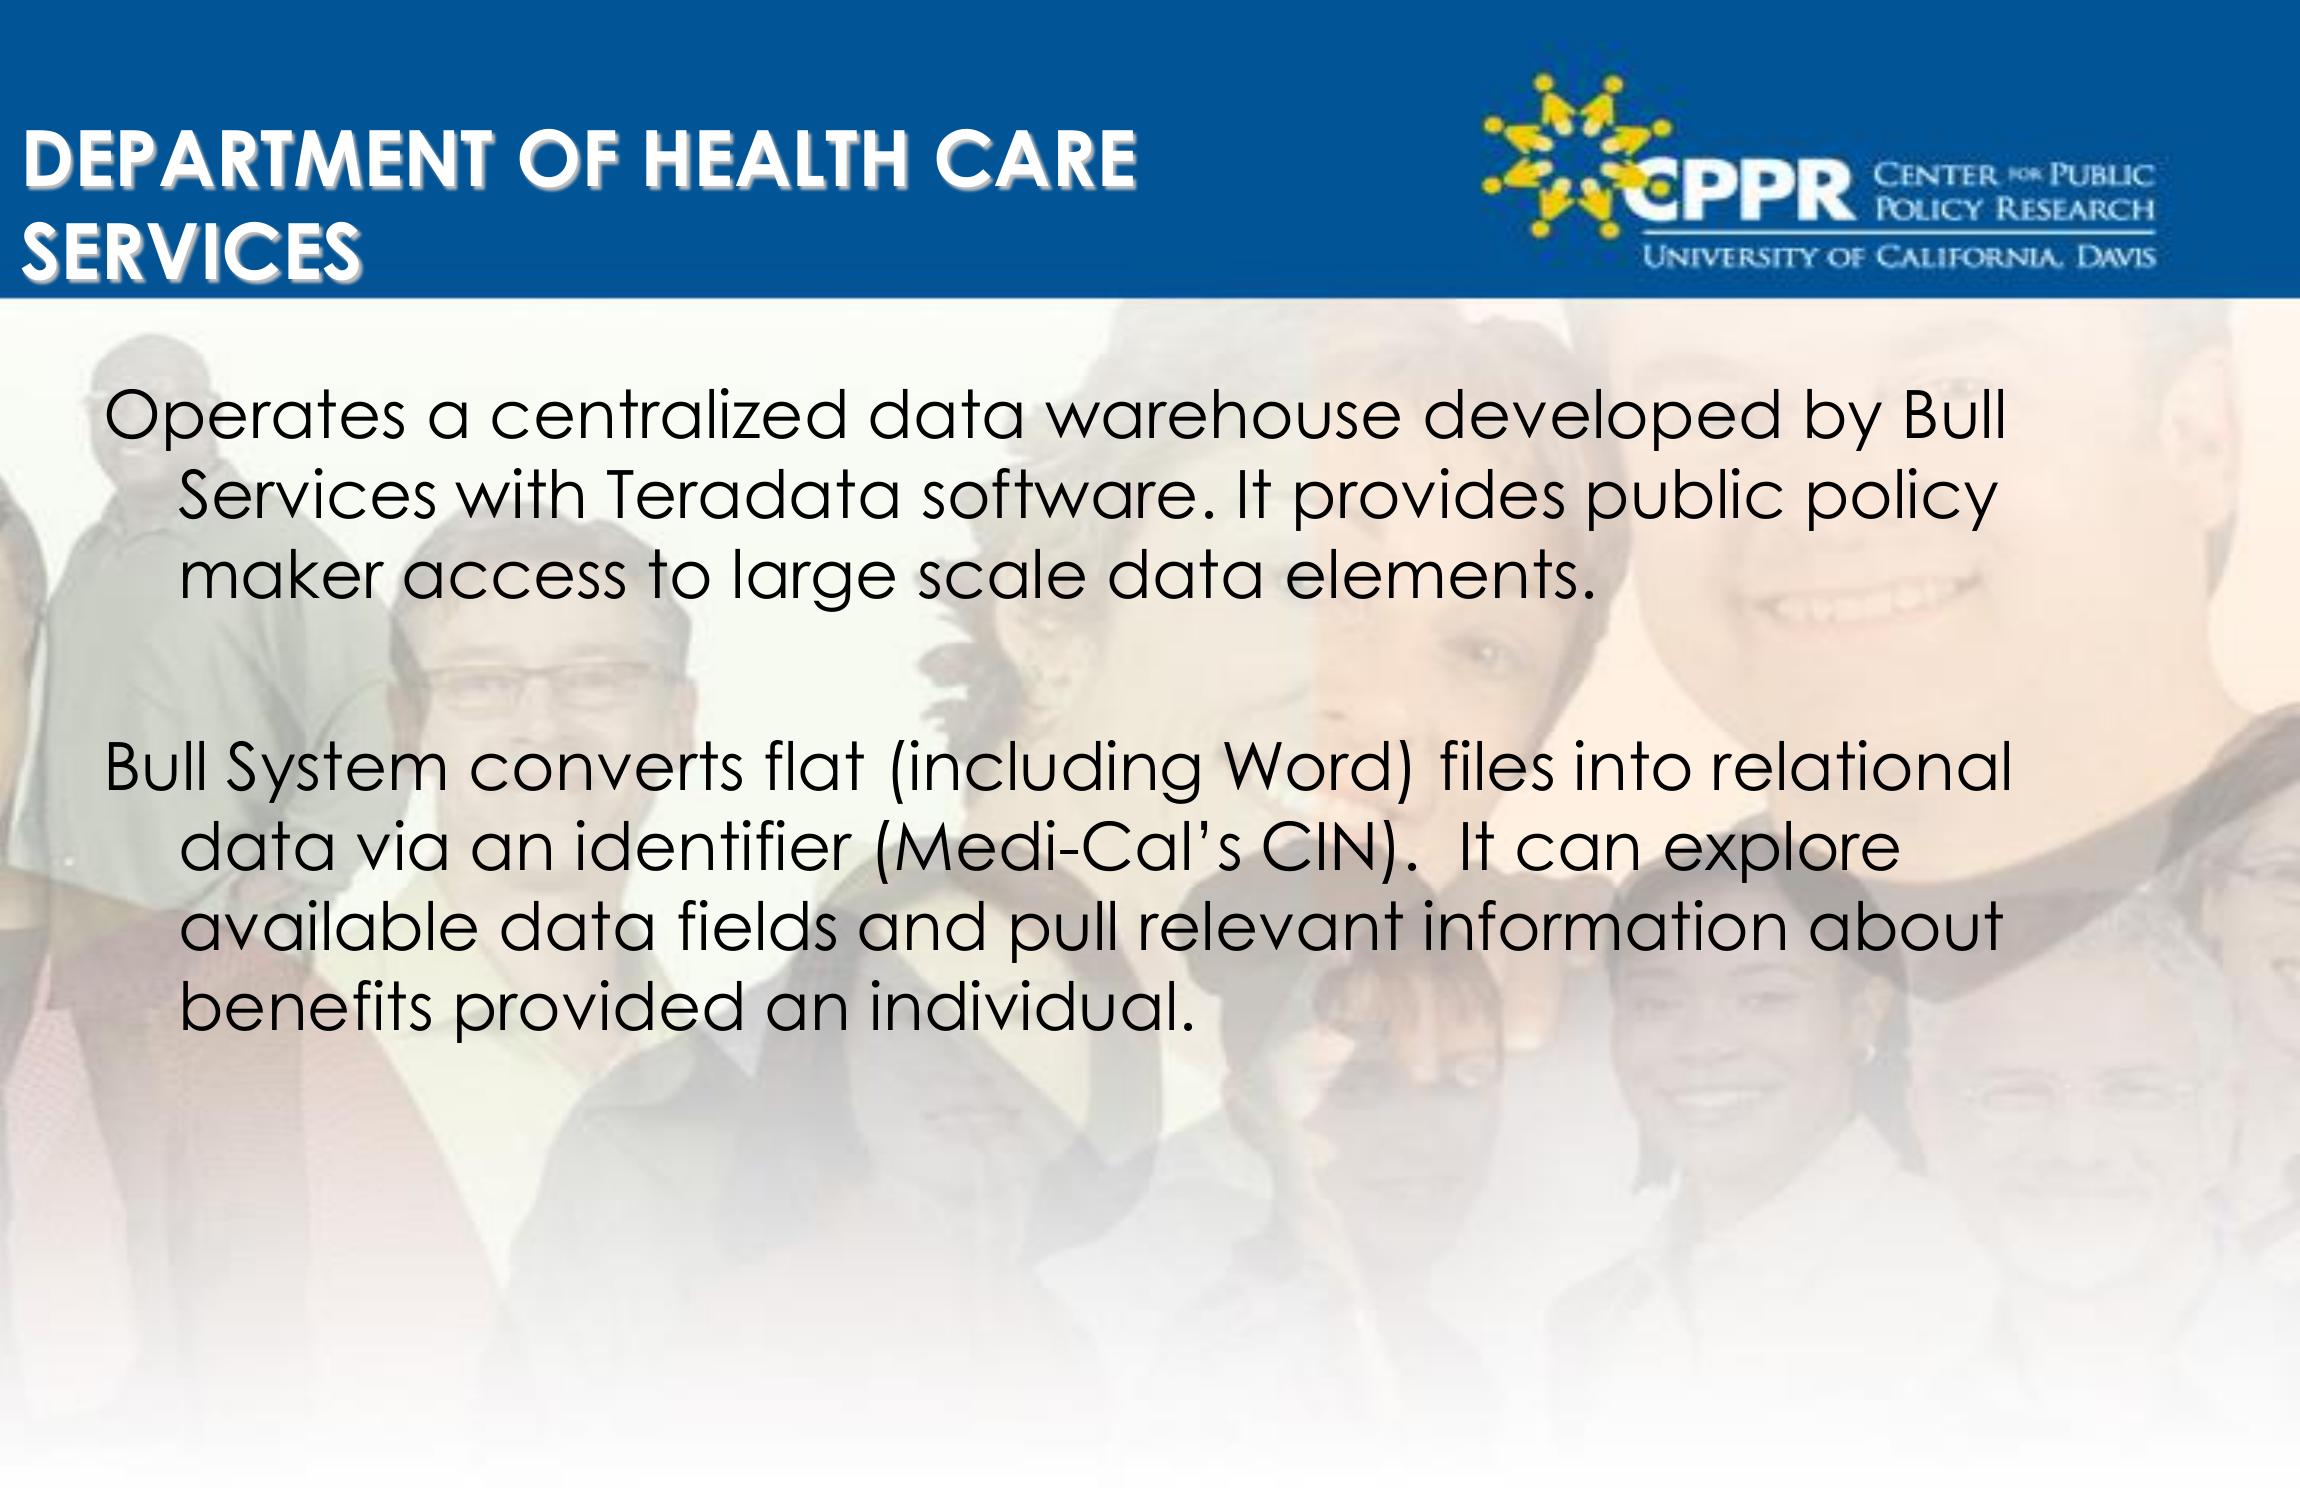 DEPARTMENT OF HEALTH CARE
SERVICES
CPPR
CENTER FOR PUBLIC
POLICY RESEARCH
UNIVERSITY OF CALIFORNIA, DAVIS
Operates a centralized data warehouse developed by Bull
Services with Teradata software. It provides public policy
maker access to large scale data elements.
Bull System converts flat (including Word) files into relational
data via an identifier (Medi-Cal’s CIN).  It can explore
available data fields and pull relevant information about
benefits provided an individual.